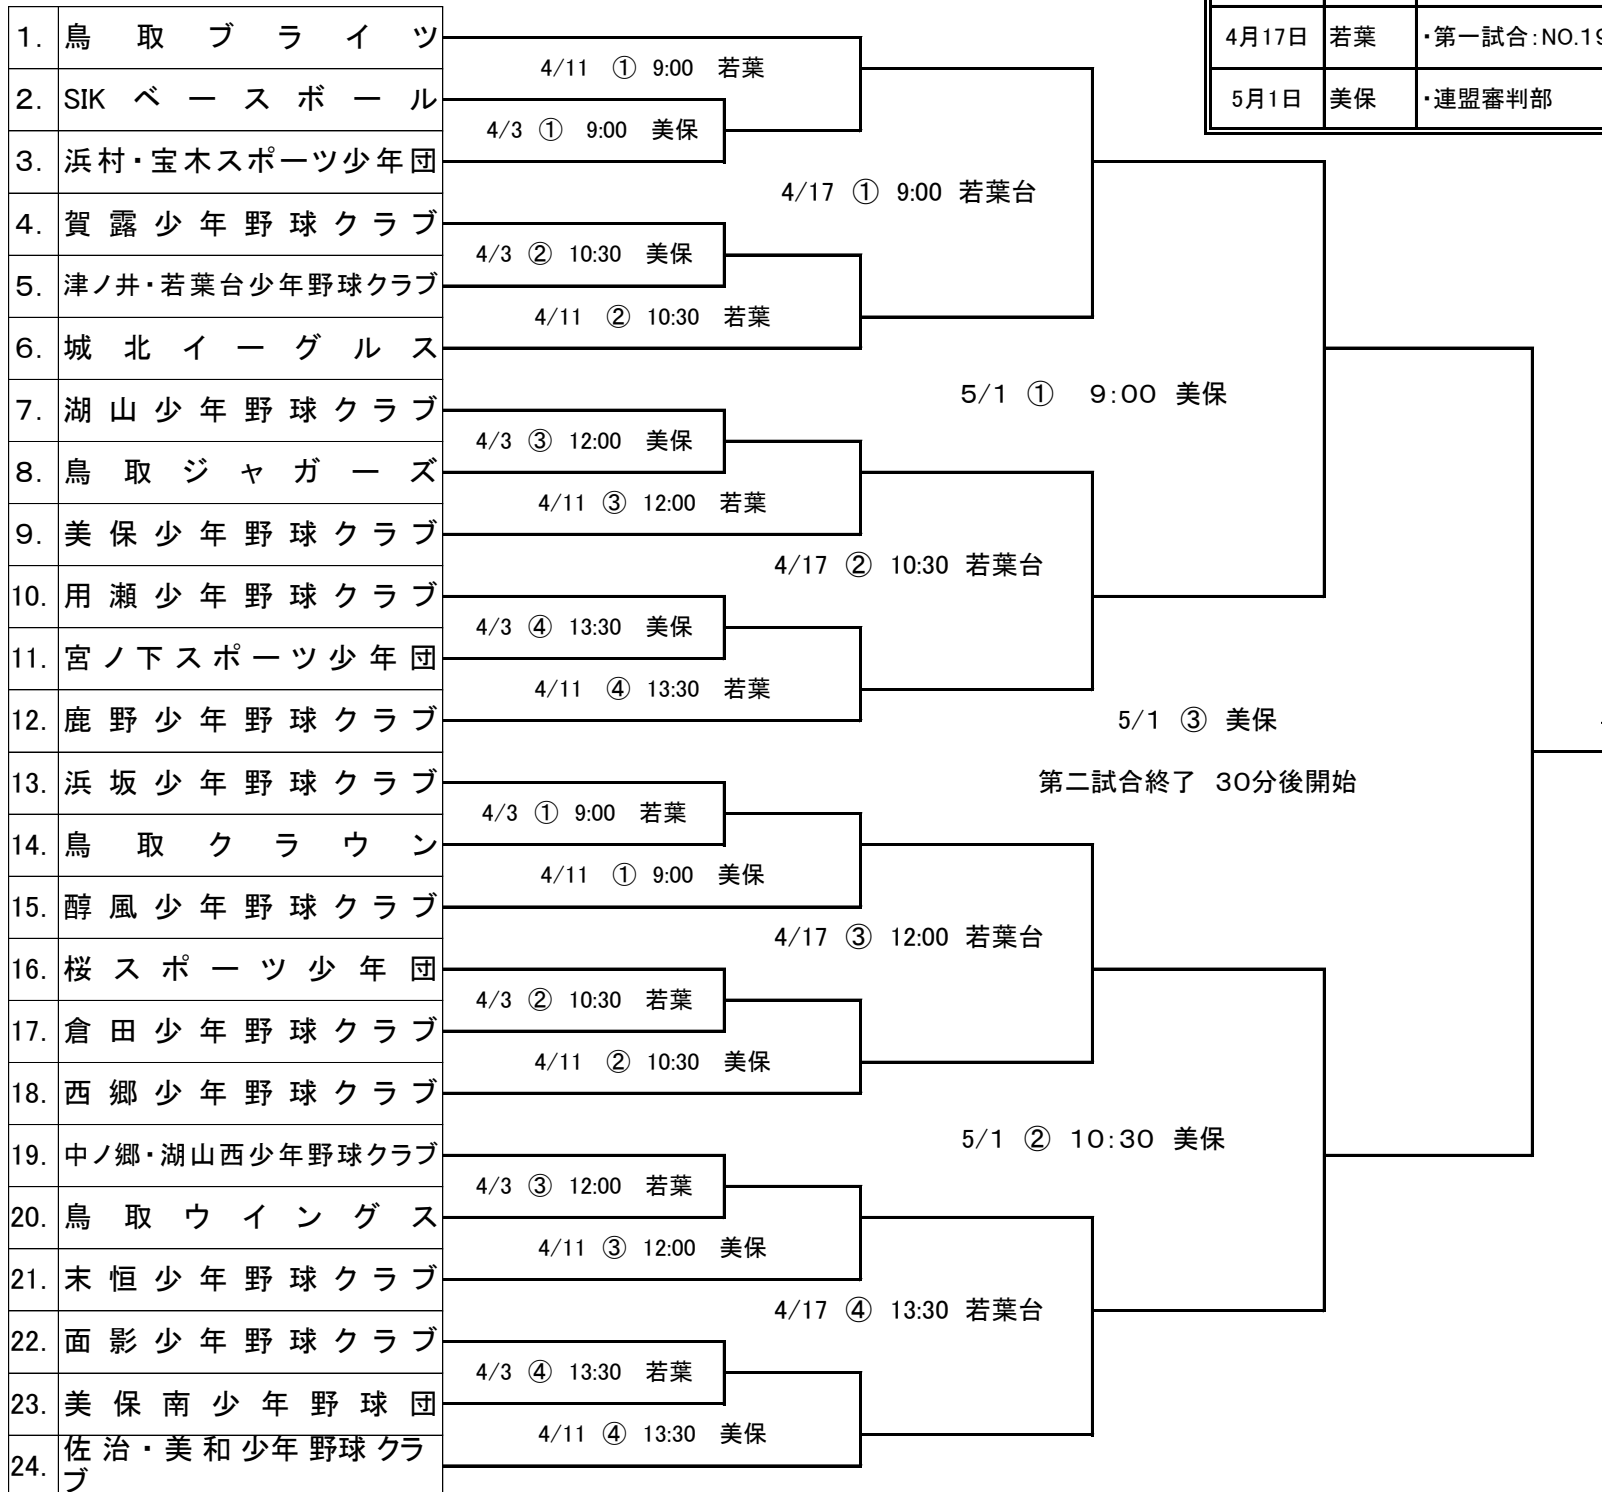 4月17日 若葉 ・第一試合：NO.19
5月1日 美保 ・連盟審判部
1. 鳥取ブライツ
4/11 ① 9:00 若葉
2. SIK ベースボール
4/3 ① 9:00 美保
3. 浜村・宝木スポーツ少年団
4/17 ① 9:00 若葉台
4. 賀露少年野球クラブ
4/3 ② 10:30 美保
5. 津ノ井・若葉台少年野球クラブ
4/11 ② 10:30 若葉
6. 城北イーグルス
5/1 ① 9:00 美保
7. 湖山少年野球クラブ
4/3 ③ 12:00 美保
8. 鳥取ジャガーズ
4/11 ③ 12:00 若葉
9. 美保少年野球クラブ
4/17 ② 10:30 若葉台
10. 用瀬少年野球クラブ
4/3 ④ 13:30 美保
11. 宮ノ下スポーツ少年団
4/11 ④ 13:30 若葉
12. 鹿野少年野球クラブ
5/1 ③ 美保
13. 浜坂少年野球クラブ
第二試合終了 30分後開始
4/3 ① 9:00 若葉
14. 鳥取クラウン
4/11 ① 9:00 美保
15. 醇風少年野球クラブ
4/17 ③ 12:00 若葉台
16. 桜スポーツ少年団
4/3 ② 10:30 若葉
17. 倉田少年野球クラブ
4/11 ② 10:30 美保
18. 西郷少年野球クラブ
5/1 ② 10:30 美保
19. 中ノ郷・湖山西少年野球クラブ
4/3 ③ 12:00 若葉
20. 鳥取ウイングス
4/11 ③ 12:00 美保
21. 末恒少年野球クラブ
4/17 ④ 13:30 若葉台
22. 面影少年野球クラブ
4/3 ④ 13:30 若葉
23. 美保南少年野球団
4/11 ④ 13:30 美保
24. 佐治・美和少年野球クラ
ブ